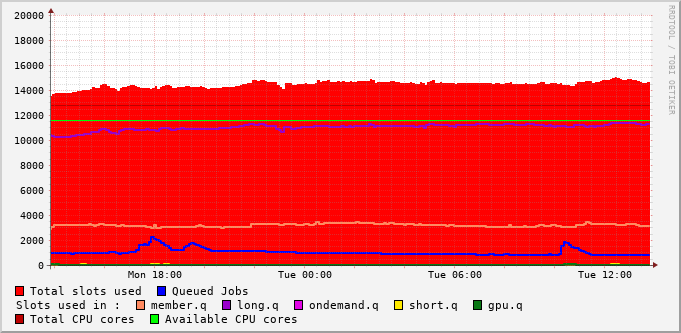 20000
18000
16000
14000
12000
10000
8000
6000
4000
2000
0
Mon 18:00 Tue 00:00 Tue 06:00 Tue 12:00
RRDTOOL / TOBI OETIKER
Total slots used Queued Jobs
Slots used in : member.q long.q ondemand.q short.q gpu.q
Total CPU cores Available CPU cores